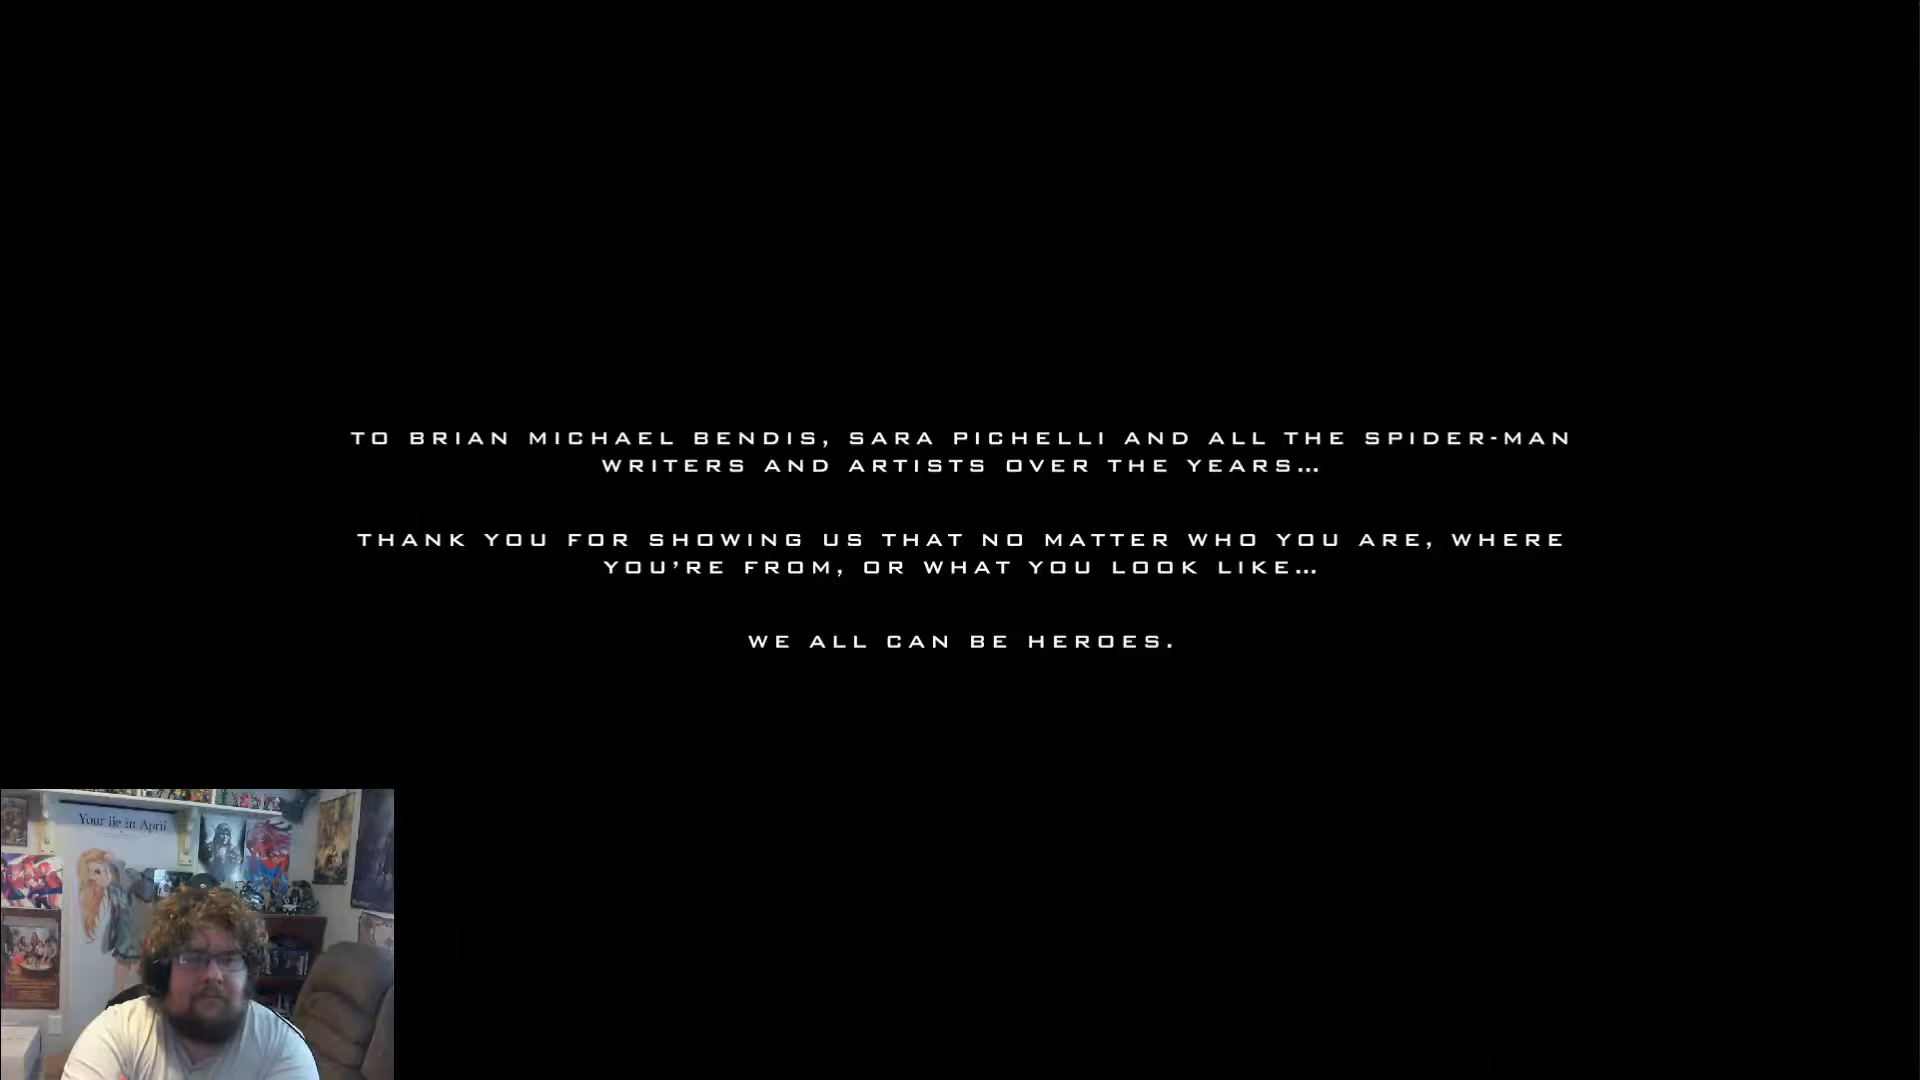 TO BRIAN MICHAEL BENDIS, SARA PICHELLI AND ALL THE SPIDER-MAN
WRITERS AND ARTISTS OVER THE YEARS…
THANK YOU FOR SHOWING US THAT NO MATTER WHO YOU ARE, WHERE
YOU’RE FROM, OR WHAT YOU LOOK LIKE…
WE ALL CAN BE HEROES.
Your lie in April